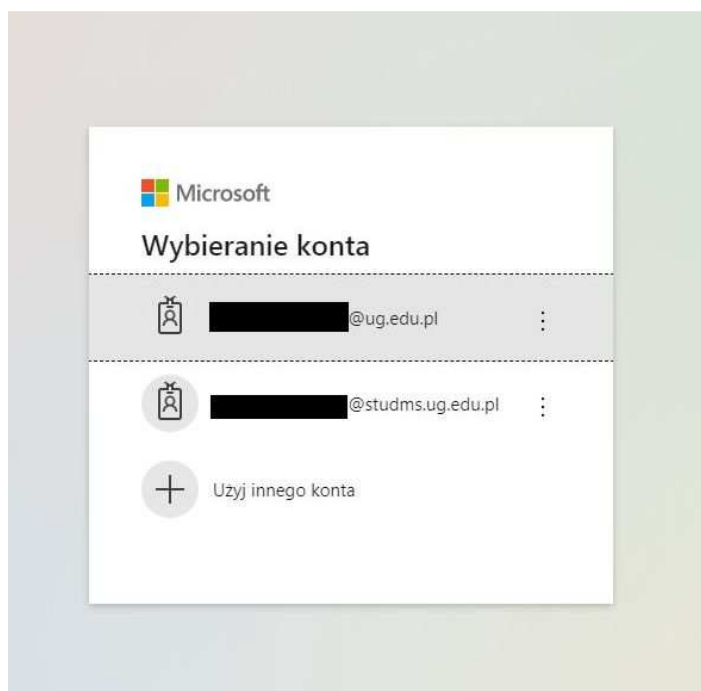 Microsoft
Wybieranie konta
@ug.edu.pl
@studms.ug.edu.pl
Użyj innego konta